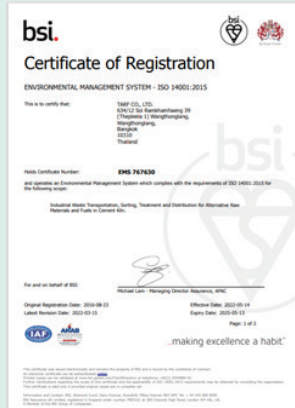 bsi.
bsi
Certificate of Registration
ENVIRONMENTAL MANAGEMENT SYSTEM - ISO 14001:2015
This is to certify that:
TARF CO., LTD.
634/12 Soi Ramkhamhaeng 39
(Thepleela 1) Wangthonglang,
Wangthonglang,
Bangkok
10310
Thailand
Holds Certificate Number:
EMS 767630
and operates an Environmental Management System which complies with the requirements of ISO 14001:2015 for
the following scope:
Industrial Waste Transportation, Sorting, Treatment and Distribution for Alternative Raw
Materials and Fuels in Cement Kiln.
For and on behalf of BSI:
Michael Lam - Managing Director Assurance, APAC
Original Registration Date: 2016-08-23
Effective Date: 2022-05-14
Latest Revision Date: 2022-03-15
Expiry Date: 2025-05-13
Page: 1 of 2
IAF
ANAB
...making excellence a habit